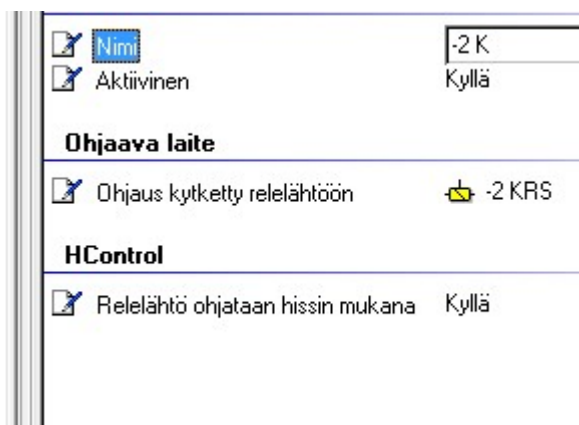 Nimi -2 K
Aktiivinen Kyllä
Ohjaava laite
Ohjaus kytketty relelähtöön -2 KRS
HControl
Relelähtö ohjataan hissin mukana Kyllä